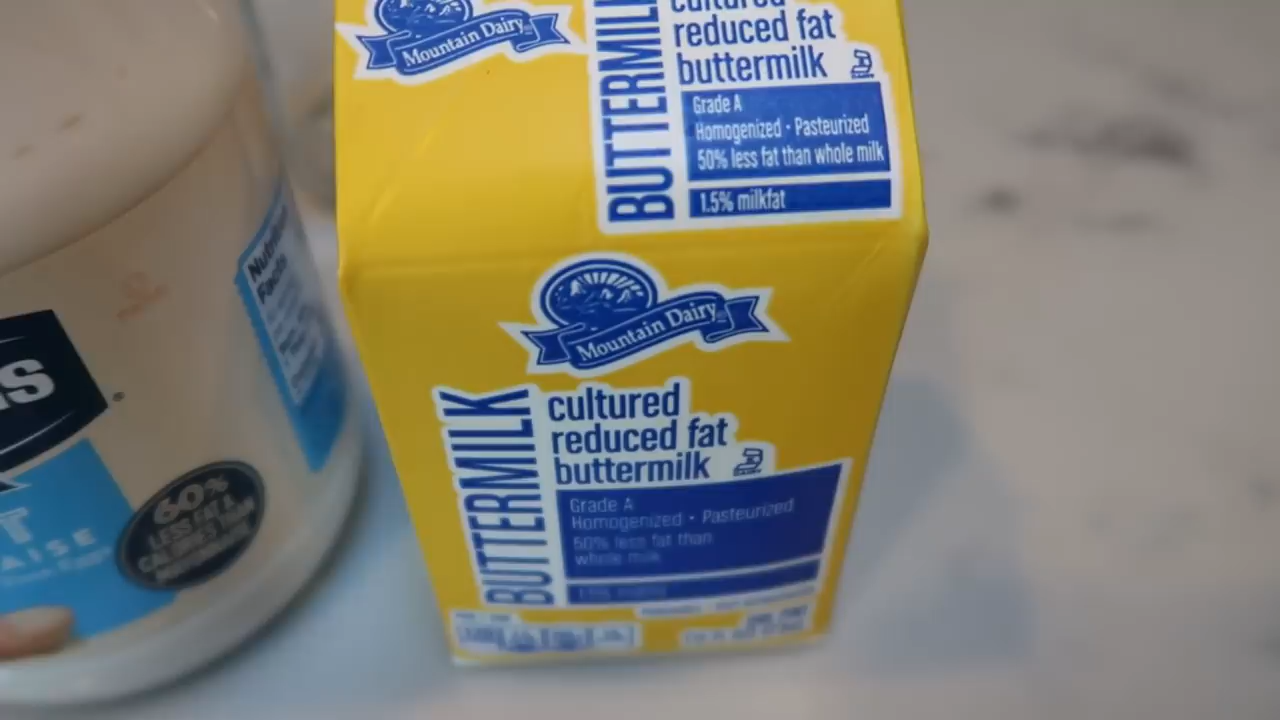 Mountain Dairy
BUTTERMILK
cultured
reduced fat
buttermilk
Grade A
Homogenized · Pasteurized
50% less fat than whole milk
1.5% milkfat
Mountain Dairy
BUTTERMILK
cultured
reduced fat
buttermilk
Grade A
Homogenized · Pasteurized
50% less fat than
whole milk
Nutrition
Facts
60%
LESS FAT &
CALORIES THAN